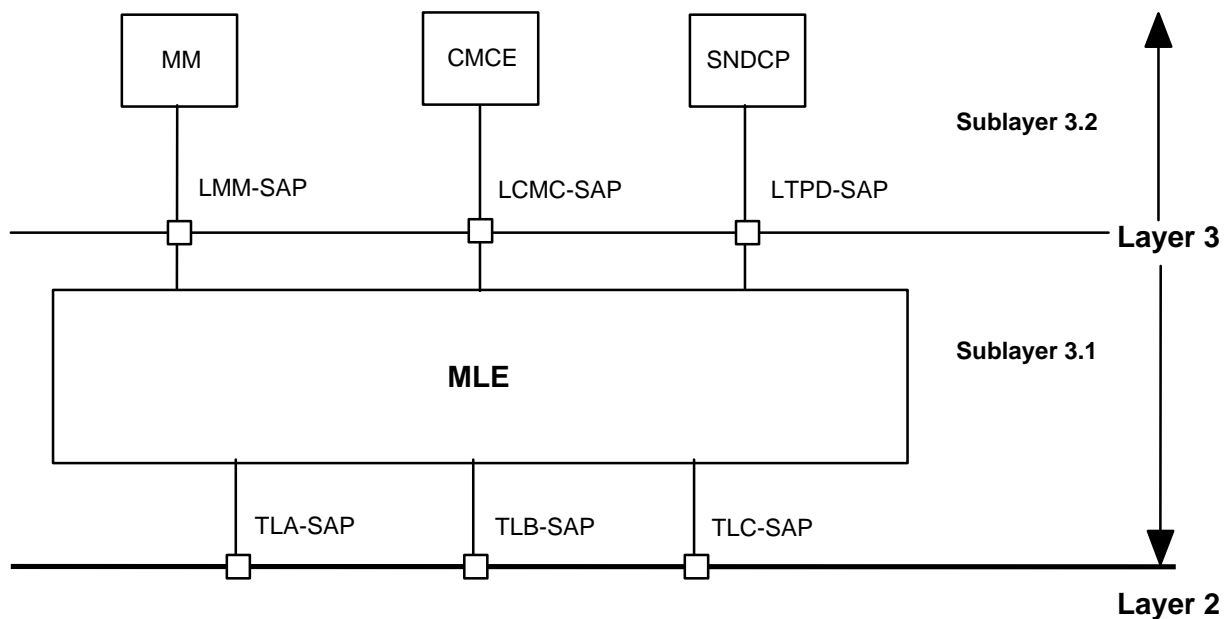 MM
CMCE
SNDCP
Sublayer 3.2
LMM-SAP
LCMC-SAP
LTPD-SAP
Layer 3
Sublayer 3.1
MLE
TLA-SAP
TLB-SAP
TLC-SAP
Layer 2